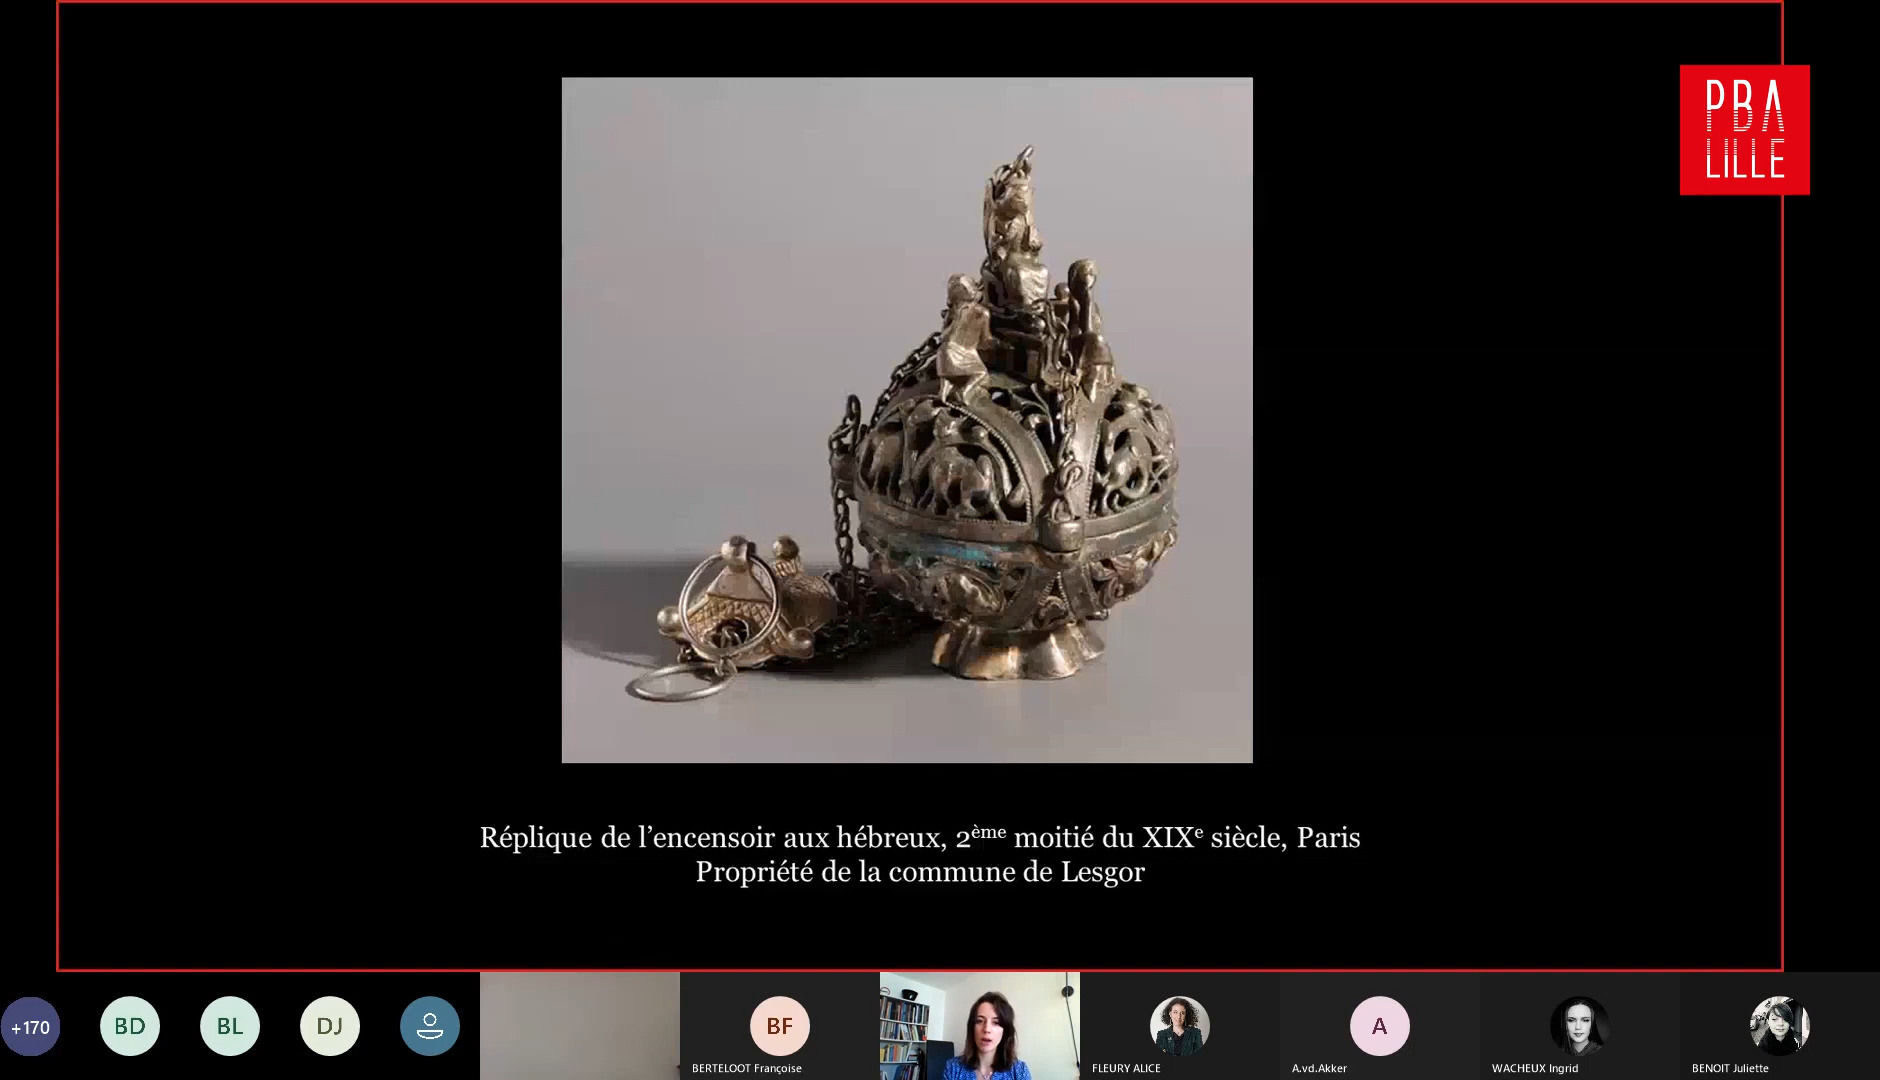 PBA
LILLE
Réplique de l’encensoir aux hébreux, 2ème moitié du XIXe siècle, Paris
Propriété de la commune de Lesgor
+170
BD
BL
DJ
BF
A
BERTELOOT Françoise
FLEURY ALICE
A.vd.Akker
WACHEUX Ingrid
BENOIT Juliette